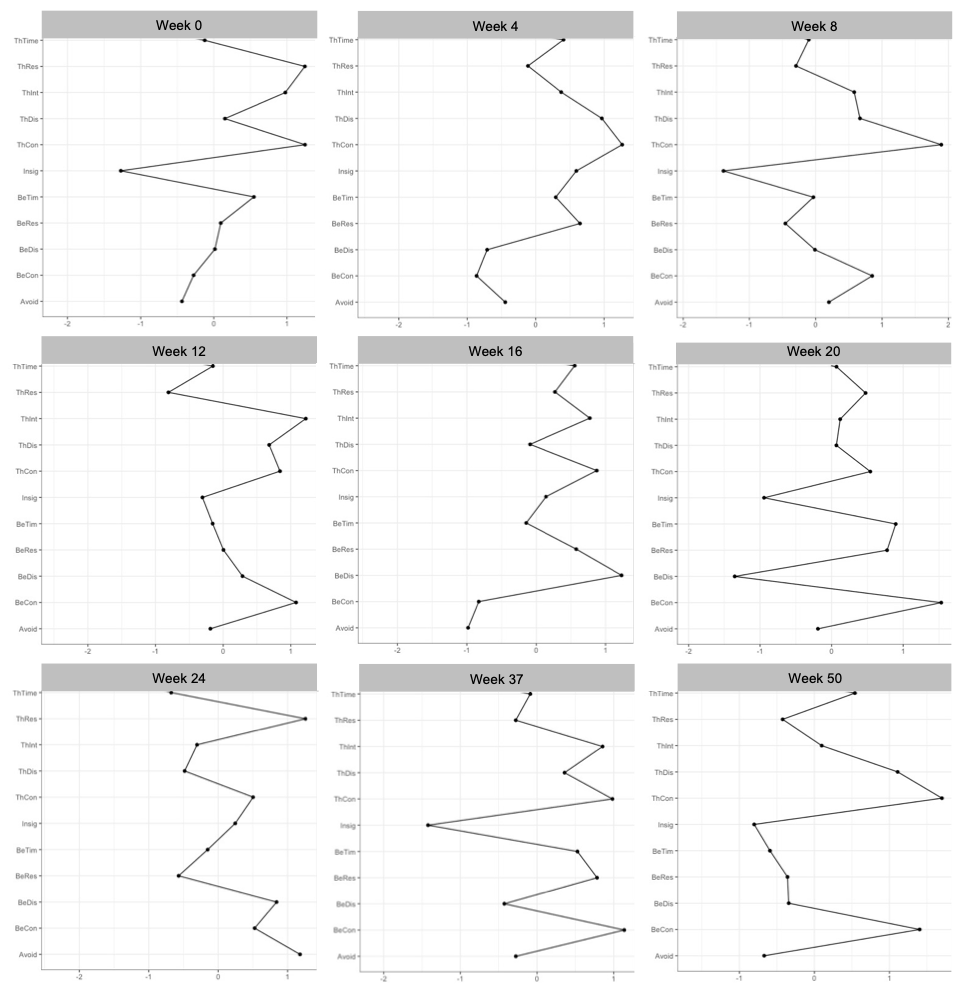 Week 0
ThTime
ThRes
ThInt
ThDis
ThCon
Insig
BeTim
BeRes
BeDis
BeCon
Avoid
-2 -1 0 1
Week 4
ThTime
ThRes
ThInt
ThDis
ThCon
Insig
BeTim
BeRes
BeDis
BeCon
Avoid
-2 -1 0 1
Week 8
ThTime
ThRes
ThInt
ThDis
ThCon
Insig
BeTim
BeRes
BeDis
BeCon
Avoid
-2 -1 0 1 2
Week 12
ThTime
ThRes
ThInt
ThDis
ThCon
Insig
BeTim
BeRes
BeDis
BeCon
Avoid
-2 -1 0 1
Week 16
ThTime
ThRes
ThInt
ThDis
ThCon
Insig
BeTim
BeRes
BeDis
BeCon
Avoid
-2 -1 0 1
Week 20
ThTime
ThRes
ThInt
ThDis
ThCon
Insig
BeTim
BeRes
BeDis
BeCon
Avoid
-2 -1 0 1
Week 24
ThTime
ThRes
ThInt
ThDis
ThCon
Insig
BeTim
BeRes
BeDis
BeCon
Avoid
-2 -1 0 1
Week 37
ThTime
ThRes
ThInt
ThDis
ThCon
Insig
BeTim
BeRes
BeDis
BeCon
Avoid
-2 -1 0 1
Week 50
ThTime
ThRes
ThInt
ThDis
ThCon
Insig
BeTim
BeRes
BeDis
BeCon
Avoid
-1 0 1